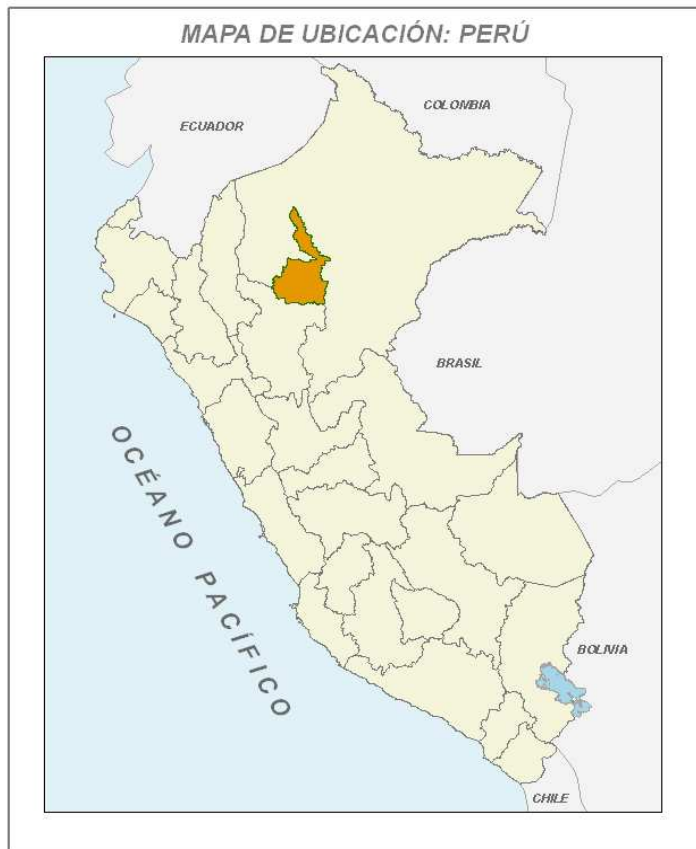 MAPA DE UBICACIÓN: PERÚ
COLOMBIA
ECUADOR
BRASIL
OCÉANO PACÍFICO
BOLIVIA
CHILE